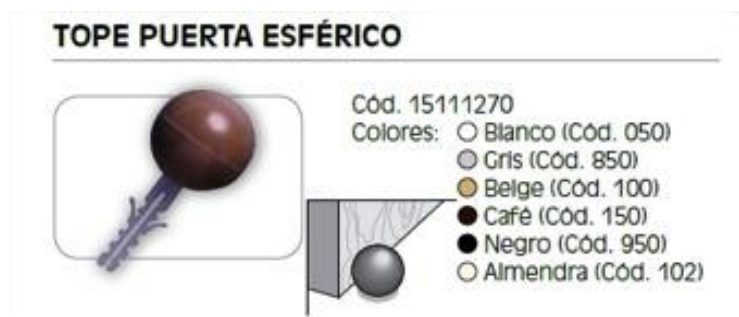 TOPE PUERTA ESFÉRICO
Cód. 15111270
Colores: Blanco (Cód. 050)
Gris (Cód. 850)
Beige (Cód. 100)
Café (Cód. 150)
Negro (Cód. 950)
Almendra (Cód. 102)